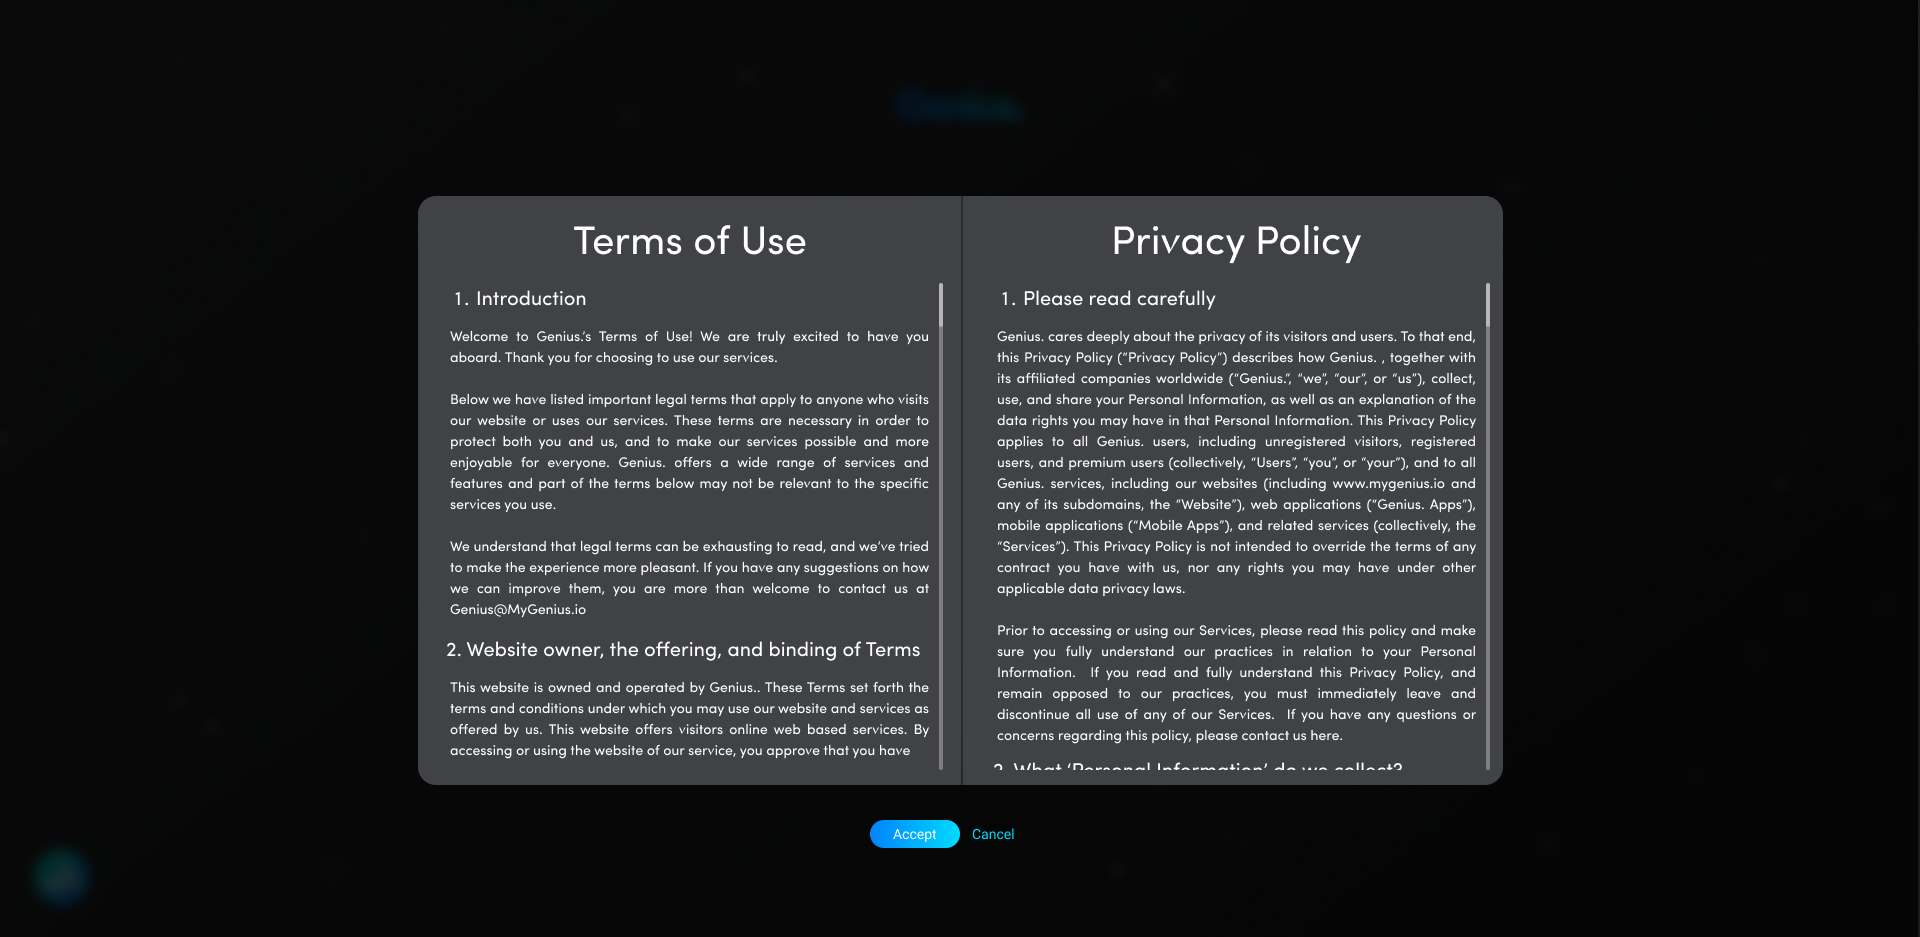 Genius.
Terms of Use
1. Introduction
Welcome to Genius.'s Terms of Use! We are truly excited to have you
aboard. Thank you for choosing to use our services.
Below we have listed important legal terms that apply to anyone who visits
our website or uses our services. These terms are necessary in order to
protect both you and us, and to make our services possible and more
enjoyable for everyone. Genius. offers a wide range of services and
features and part of the terms below may not be relevant to the specific
services you use.
We understand that legal terms can be exhausting to read, and we've tried
to make the experience more pleasant. If you have any suggestions on how
we can improve them, you are more than welcome to contact us at
Genius@MyGenius.io
2. Website owner, the offering, and binding of Terms
This website is owned and operated by Genius.. These Terms set forth the
terms and conditions under which you may use our website and services as
offered by us. This website offers visitors online web based services. By
accessing or using the website of our service, you approve that you have
Privacy Policy
1. Please read carefully
Genius. cares deeply about the privacy of its visitors and users. To that end,
this Privacy Policy (“Privacy Policy”) describes how Genius. , together with
its affiliated companies worldwide (“Genius.”, “we”, “our”, or “us”), collect,
use, and share your Personal Information, as well as an explanation of the
data rights you may have in that Personal Information. This Privacy Policy
applies to all Genius. users, including unregistered visitors, registered
users, and premium users (collectively, “Users”, “you”, or “your”), and to all
Genius. services, including our websites (including www.mygenius.io and
any of its subdomains, the “Website”), web applications (“Genius. Apps”),
mobile applications (“Mobile Apps”), and related services (collectively, the
“Services”). This Privacy Policy is not intended to override the terms of any
contract you have with us, nor any rights you may have under other
applicable data privacy laws.
Prior to accessing or using our Services, please read this policy and make
sure you fully understand our practices in relation to your Personal
Information.  If you read and fully understand this Privacy Policy, and
remain opposed to our practices, you must immediately leave and
discontinue all use of any of our Services.  If you have any questions or
concerns regarding this policy, please contact us here.
2. What ‘Personal Information’ do we collect?
Accept
Cancel